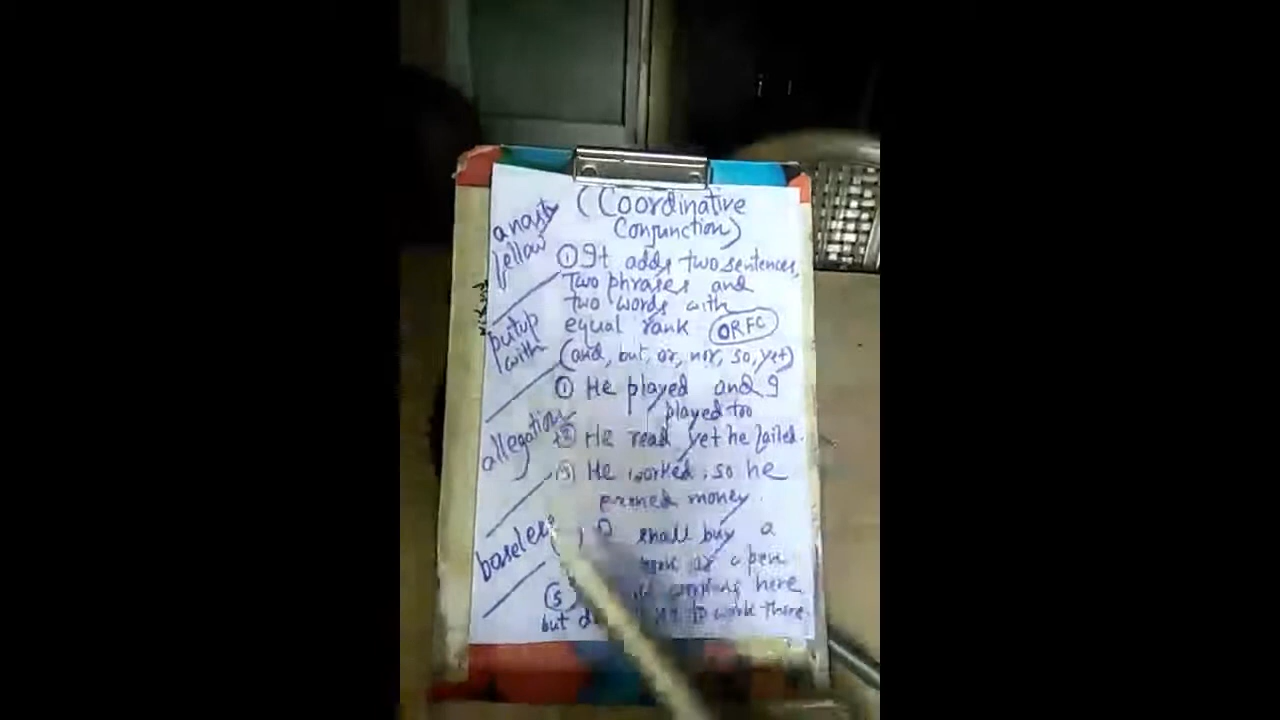 (Coordinative
Conjunction)
a nasty
fellow
① It adds two sentences,
Two phrases and
two words with
equal rank ORFC
put up
with
(and, but, or, nor, so, yet)
① He played and I
played too
allegation
② He read yet he failed.
③ He worked, so he
earned money.
baseless
shall buy a
or a pen
⑤ working here
but to work there.